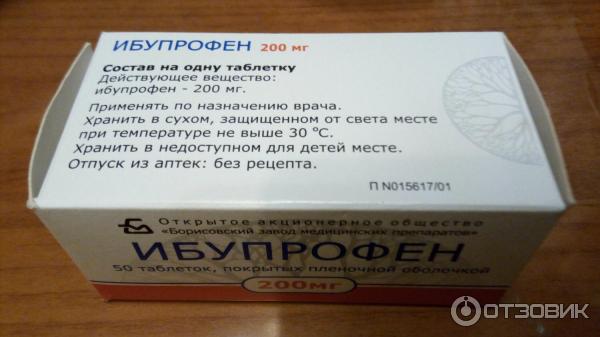 ИБУПРОФЕН 200 мг
Состав на одну таблетку
Действующее вещество:
ибупрофен - 200 мг.
Применять по назначению врача.
Хранить в сухом, защищенном от света месте
при температуре не выше 30 °С.
Хранить в недоступном для детей месте.
Отпуск из аптек: без рецепта.
П N015617/01
Открытое акционерное общество
«Борисовский завод медицинских препаратов»
ИБУПРОФЕН
50 таблеток, покрытых пленочной оболочкой
200мг
ОТЗОВИК